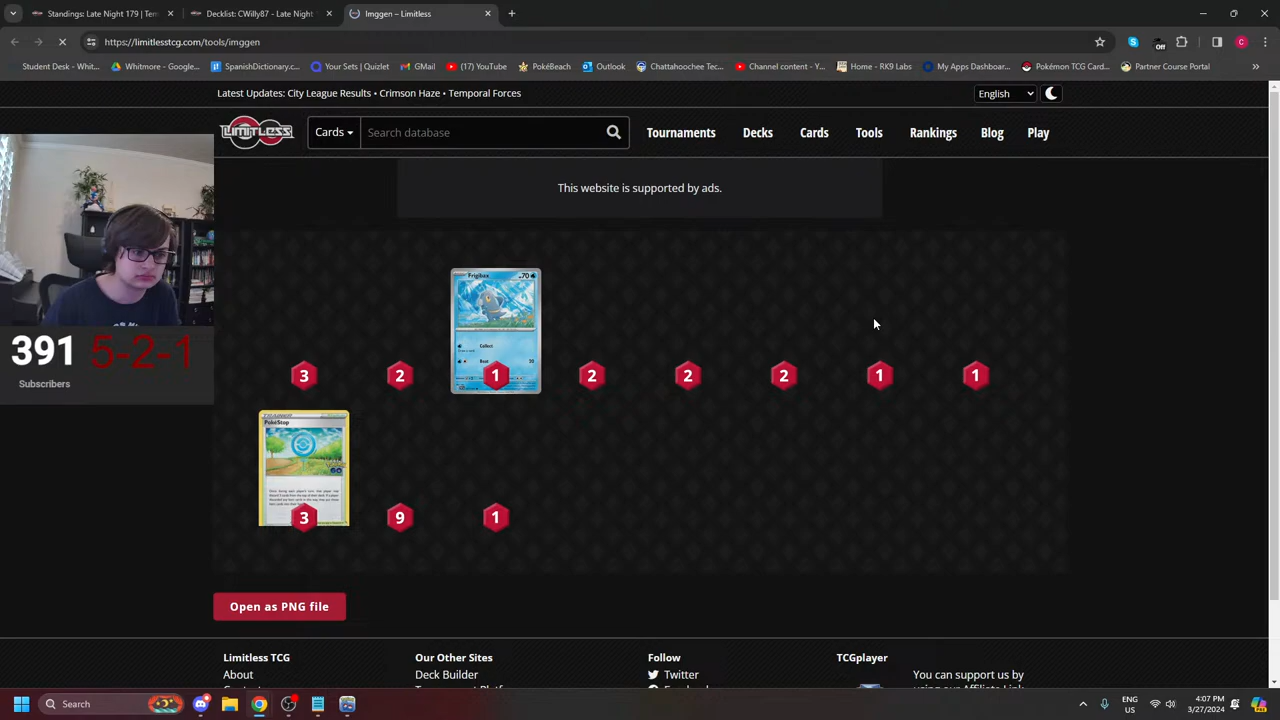 Standings: Late Night 179 | Tem
Decklist: CWilly87 - Late Night
Imggen – Limitless
https://limitlesstcg.com/tools/imggen
Off
C
Student Desk - Whit...
Whitmore - Google...
SpanishDictionary.c...
Your Sets | Quizlet
GMail
(17) YouTube
PokéBeach
Outlook
Chattahoochee Tec...
Channel content - Y...
Home - RK9 Labs
My Apps Dashboar...
Pokémon TCG Card...
Partner Course Portal
Latest Updates: City League Results • Crimson Haze • Temporal Forces
English
LIMITLESS
Cards
Search database
Tournaments
Decks
Cards
Tools
Rankings
Blog
Play
This website is supported by ads.
Frigibax
70
Collect
Beat
3
2
1
2
2
2
1
1
391 5-2-1
Subscribers
PokéStop
3
9
1
Open as PNG file
Limitless TCG
Our Other Sites
Follow
TCGplayer
About
Deck Builder
Twitter
You can support us by
Search
ENG
US
4:07 PM
3/27/2024